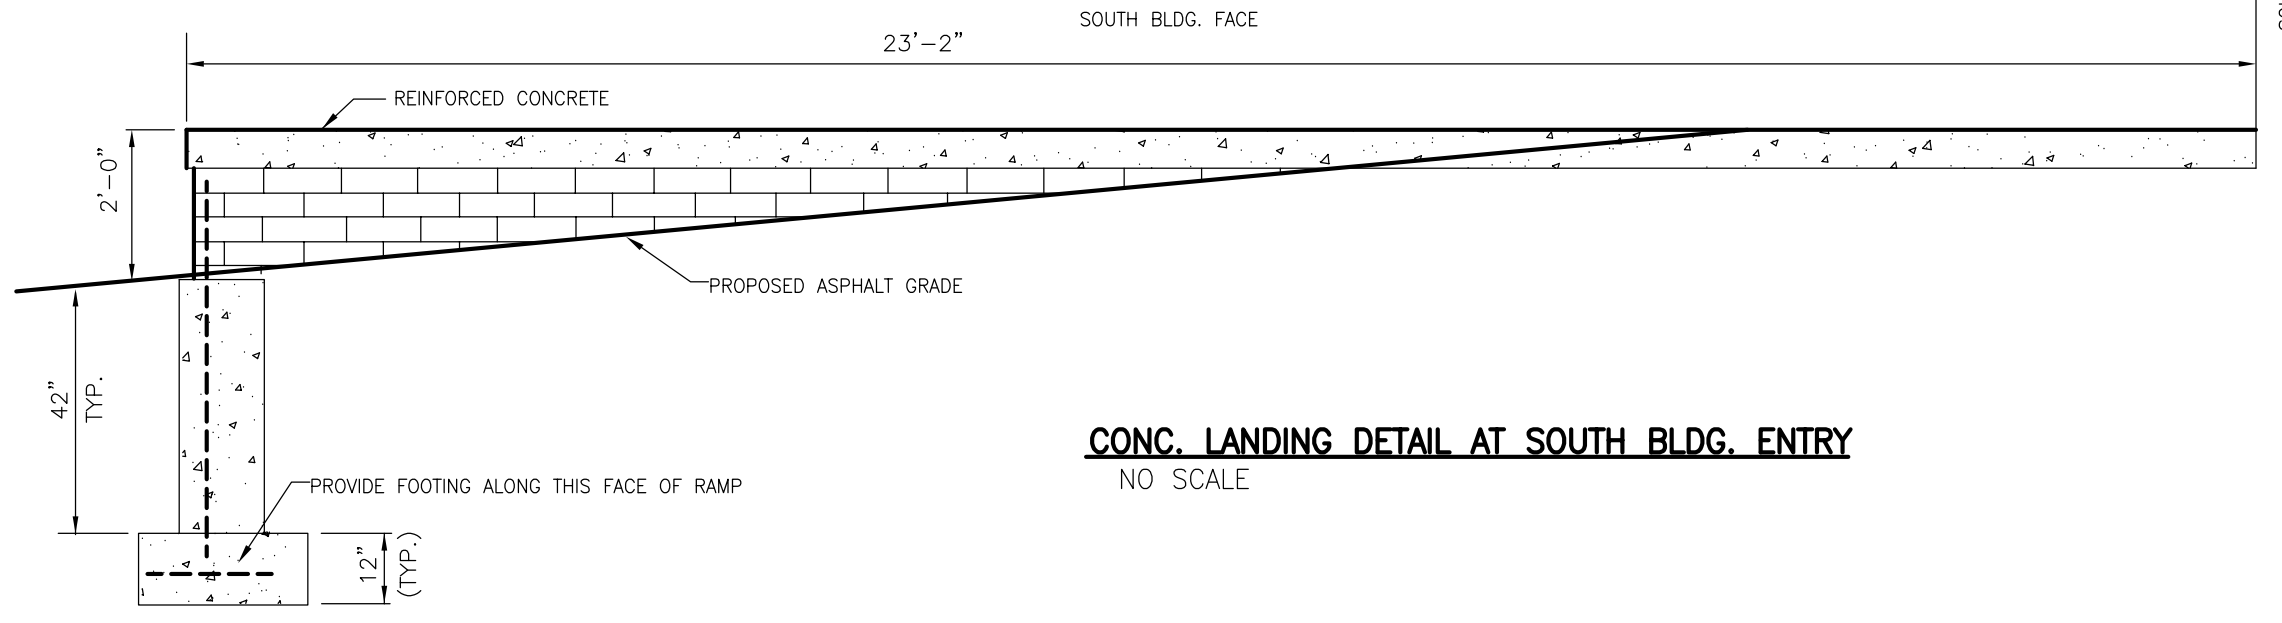 SOUTH BLDG. FACE
23'-2"
REINFORCED CONCRETE
2'-0"
PROPOSED ASPHALT GRADE
42"
TYP.
CONC. LANDING DETAIL AT SOUTH BLDG. ENTRY
NO SCALE
PROVIDE FOOTING ALONG THIS FACE OF RAMP
12"
(TYP.)